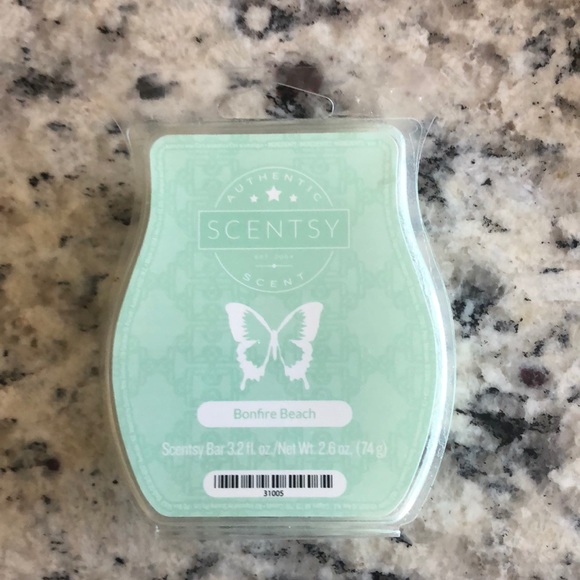 AUTHENTIC
SCENTSY
EST. 2004
SCENT
Bonfire Beach
Scentsy Bar 3.2 fl. oz./Net Wt. 2.6 oz. (74 g)
31005